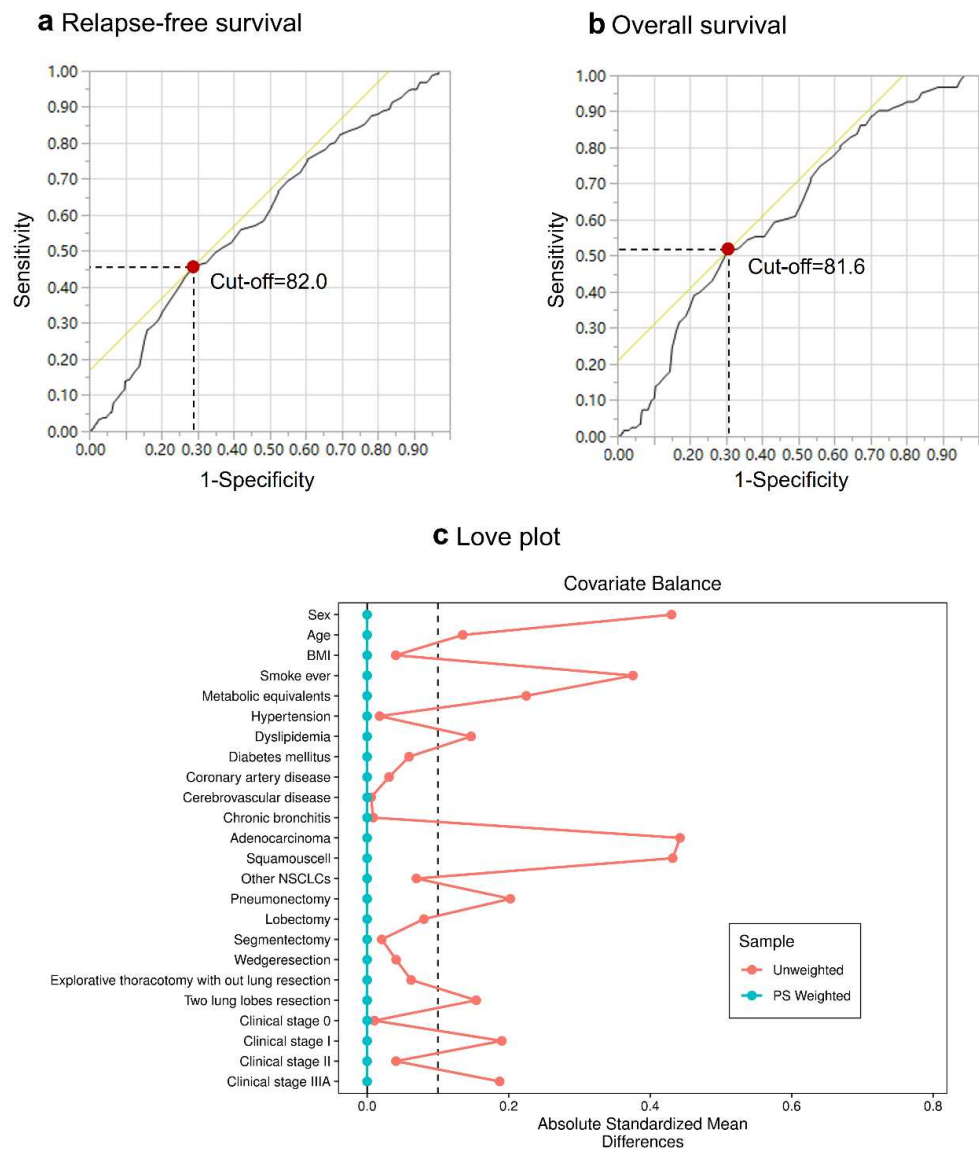 a Relapse-free survival
1.00
0.90
0.80
0.70
0.60
0.50
0.40
0.30
0.20
0.10
0.00
Sensitivity
Cut-off=82.0
0.00 0.20 0.30 0.40 0.50 0.60 0.70 0.80 0.90
1-Specificity
b Overall survival
1.00
0.90
0.80
0.70
0.60
0.50
0.40
0.30
0.20
0.10
0.00
Sensitivity
Cut-off=81.6
0.00 0.20 0.30 0.40 0.50 0.60 0.70 0.80 0.90
1-Specificity
c Love plot
Covariate Balance
Sex
Age
BMI
Smoke ever
Metabolic equivalents
Hypertension
Dyslipidemia
Diabetes mellitus
Coronary artery disease
Cerebrovascular disease
Chronic bronchitis
Adenocarcinoma
Squamouscell
Other NSCLCs
Pneumonectomy
Lobectomy
Segmentectomy
Wedgeresection
Explorative thoracotomy with out lung resection
Two lung lobes resection
Clinical stage 0
Clinical stage I
Clinical stage II
Clinical stage IIIA
Sample
Unweighted
PS Weighted
0.0 0.2 0.4 0.6 0.8
Absolute Standardized Mean
Differences